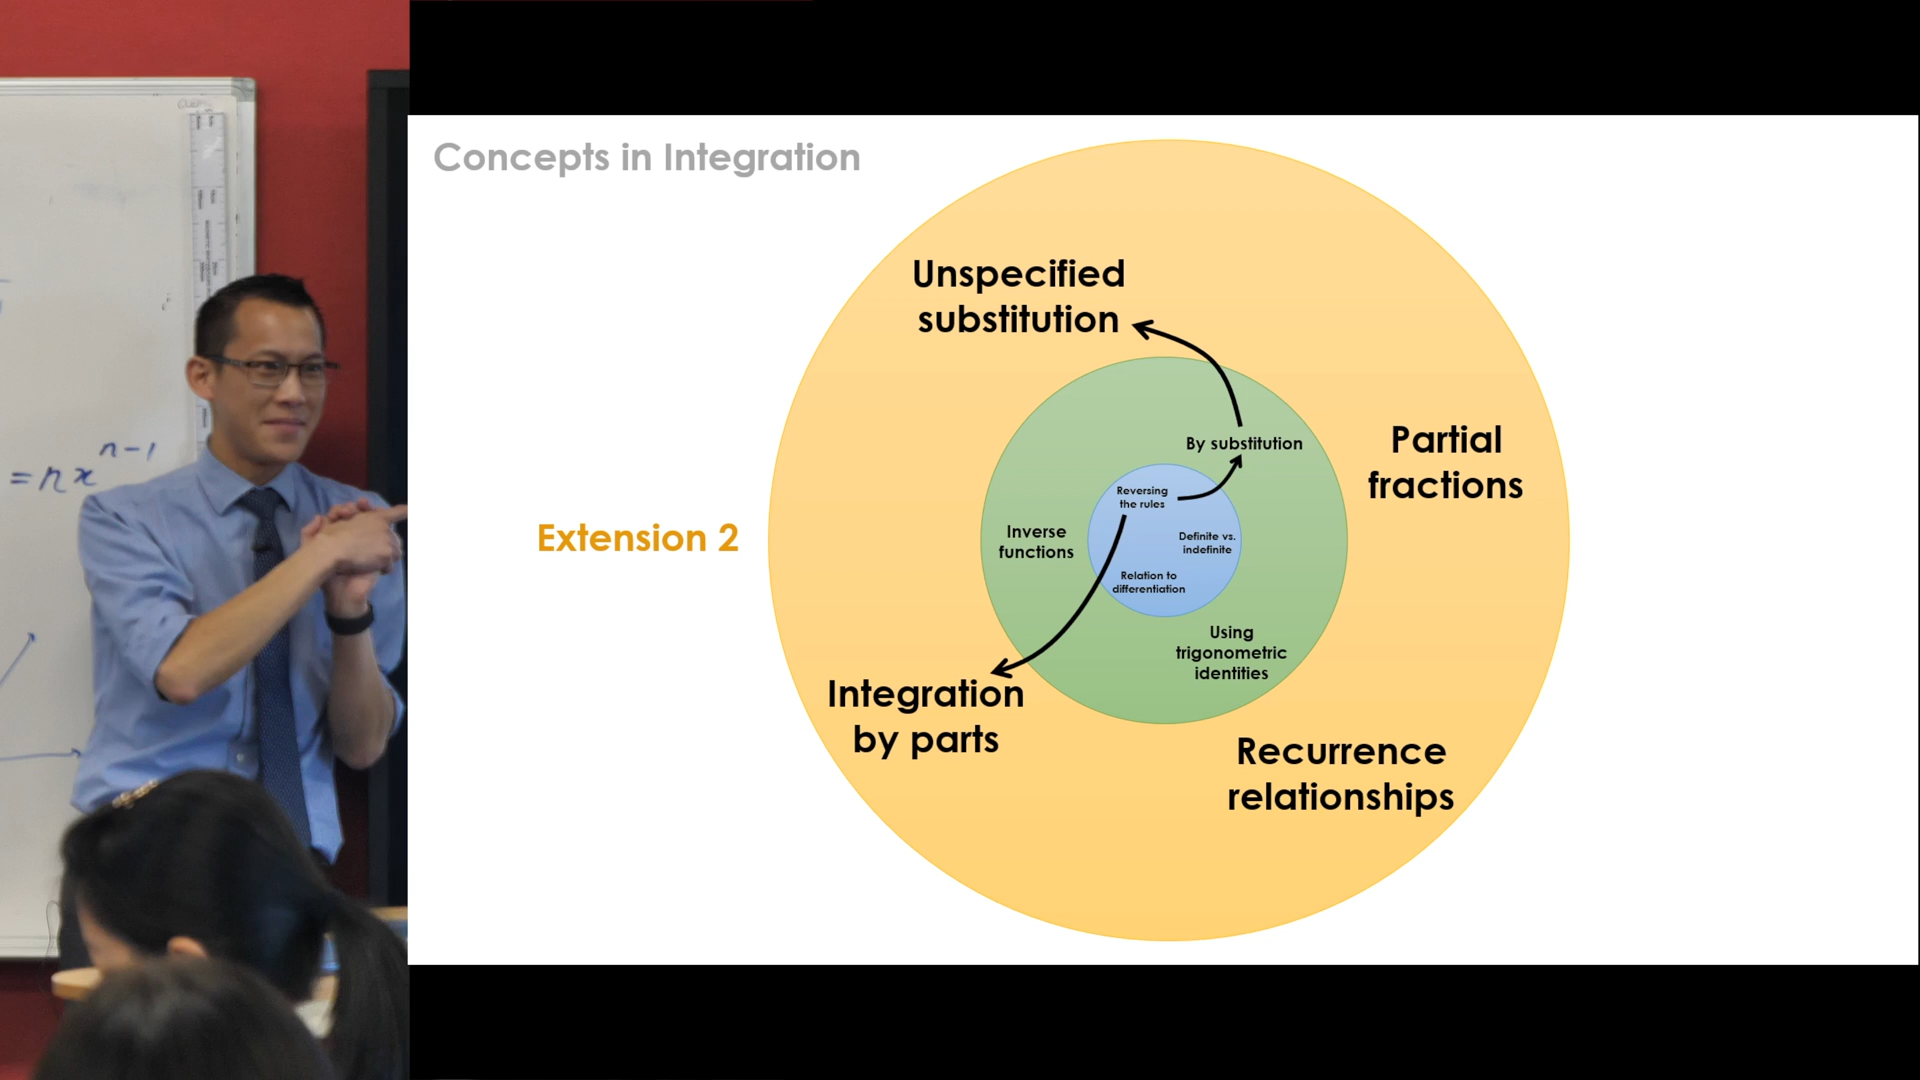 = nx^{n-1}
Concepts in Integration
Unspecified
substitution
By substitution
Partial
fractions
Reversing
the rules
Extension 2
Inverse
functions
Definite vs.
indefinite
Relation to
differentiation
Using
trigonometric
identities
Integration
by parts
Recurrence
relationships